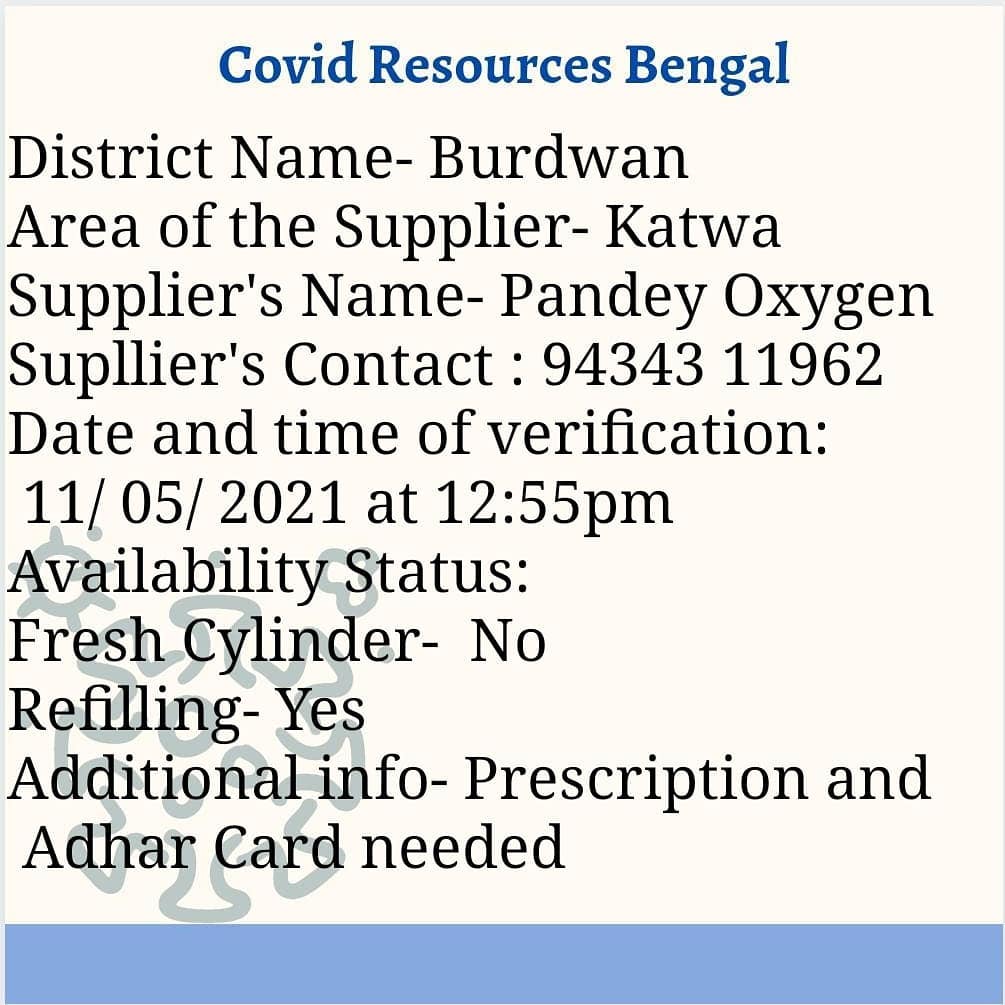 Covid Resources Bengal
District Name- Burdwan
Area of the Supplier- Katwa
Supplier's Name- Pandey Oxygen
Supllier's Contact : 94343 11962
Date and time of verification:
11/ 05/ 2021 at 12:55pm
Availability Status:
Fresh Cylinder-  No
Refilling- Yes
Additional info- Prescription and
Adhar Card needed